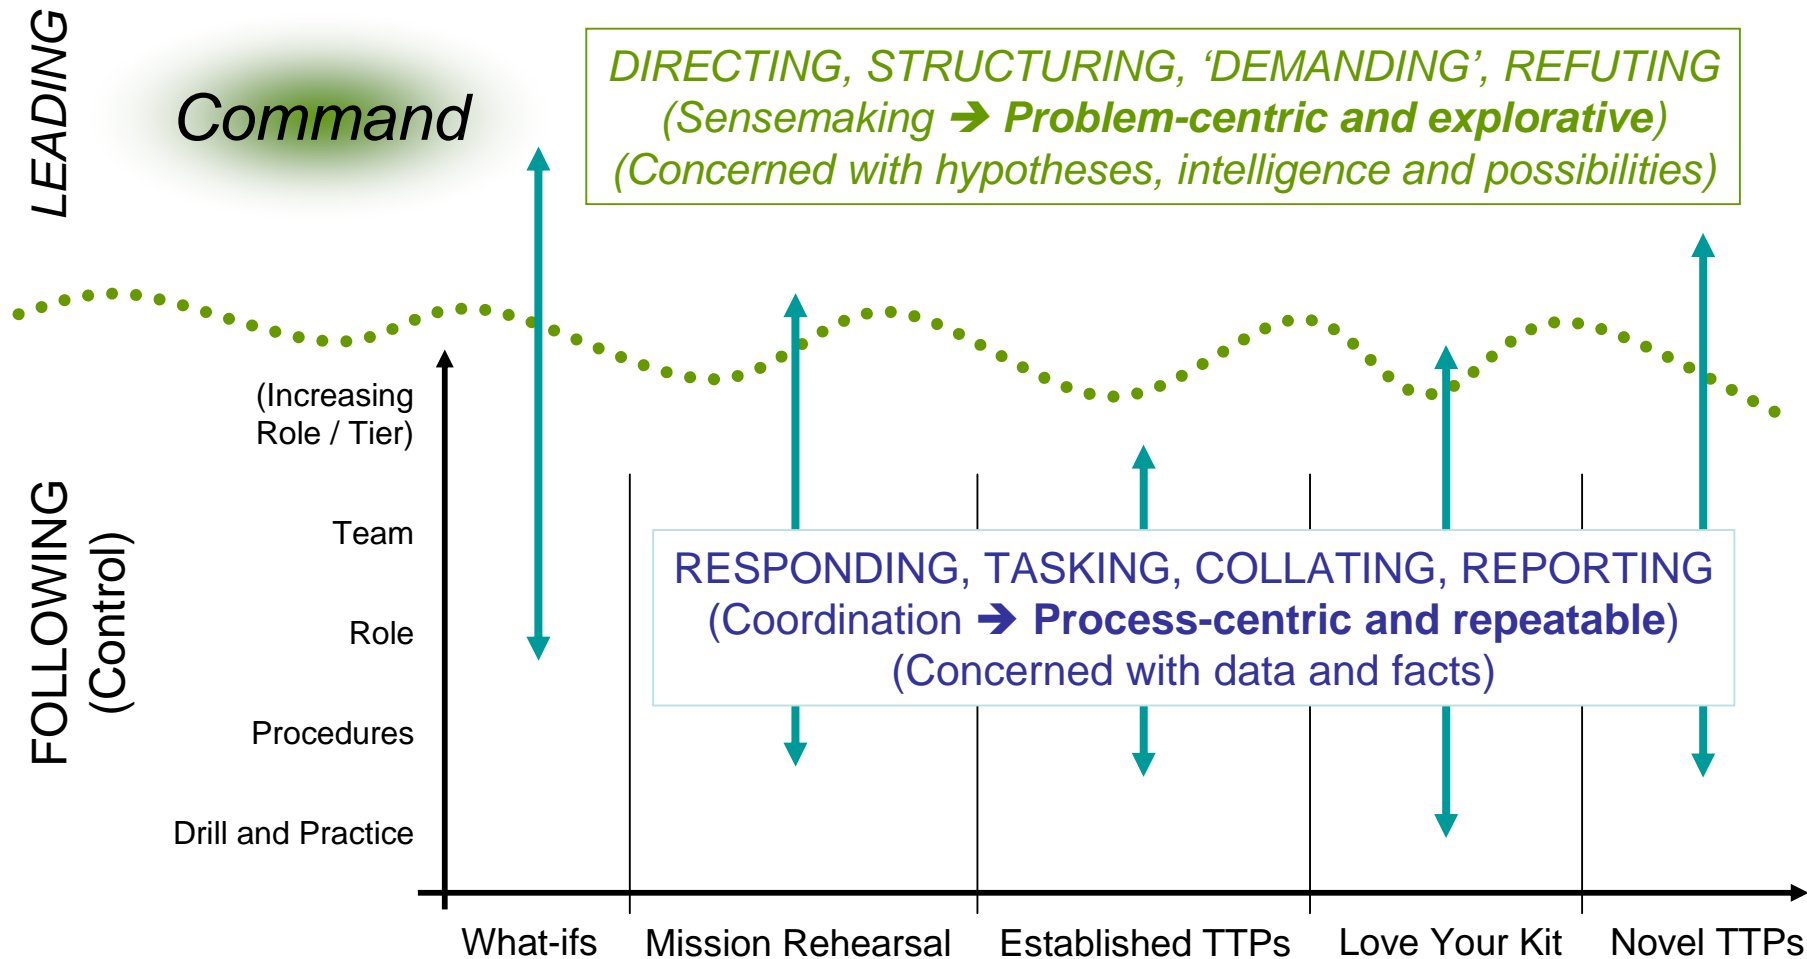 LEADING
Command
DIRECTING, STRUCTURING, ‘DEMANDING’, REFUTING
(Sensemaking ➔ Problem-centric and explorative)
(Concerned with hypotheses, intelligence and possibilities)
FOLLOWING
(Control)
(Increasing
Role / Tier)
Team
Role
Procedures
Drill and Practice
RESPONDING, TASKING, COLLATING, REPORTING
(Coordination ➔ Process-centric and repeatable)
(Concerned with data and facts)
What-ifs
Mission Rehearsal
Established TTPs
Love Your Kit
Novel TTPs